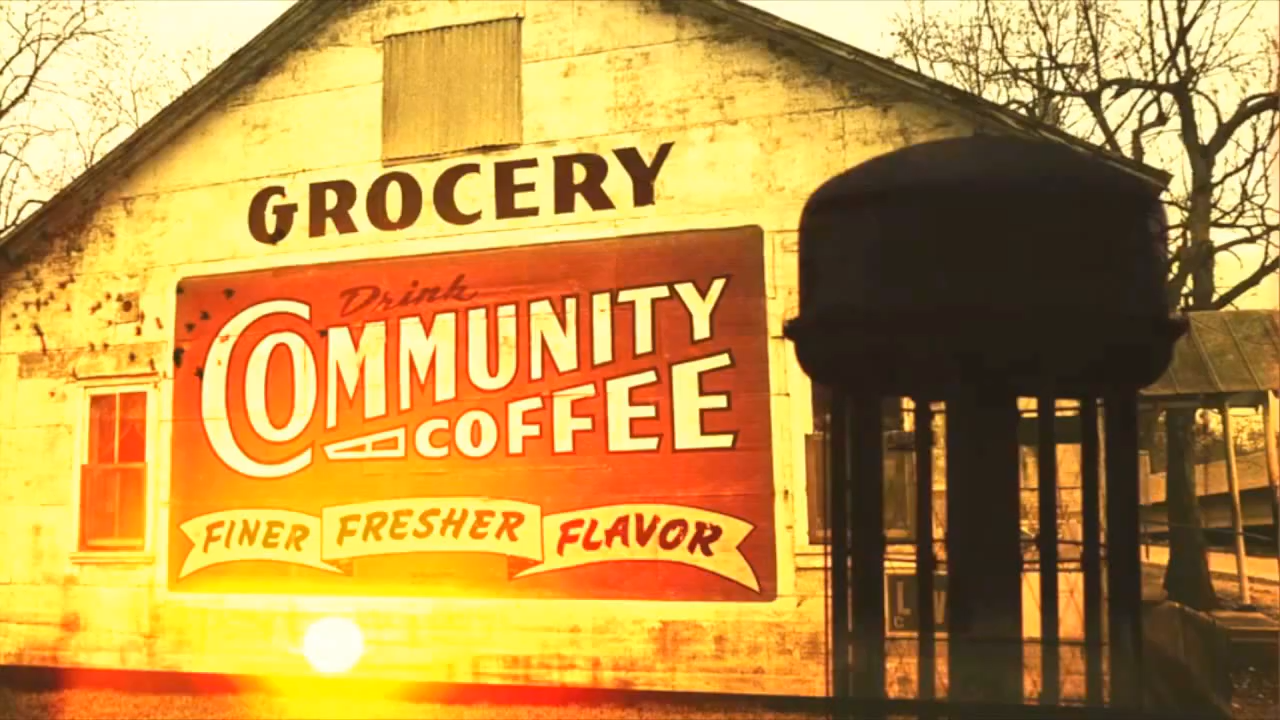 GROCERY
Drink
COMMUNITY
COFFEE
FINER FRESHER FLAVOR